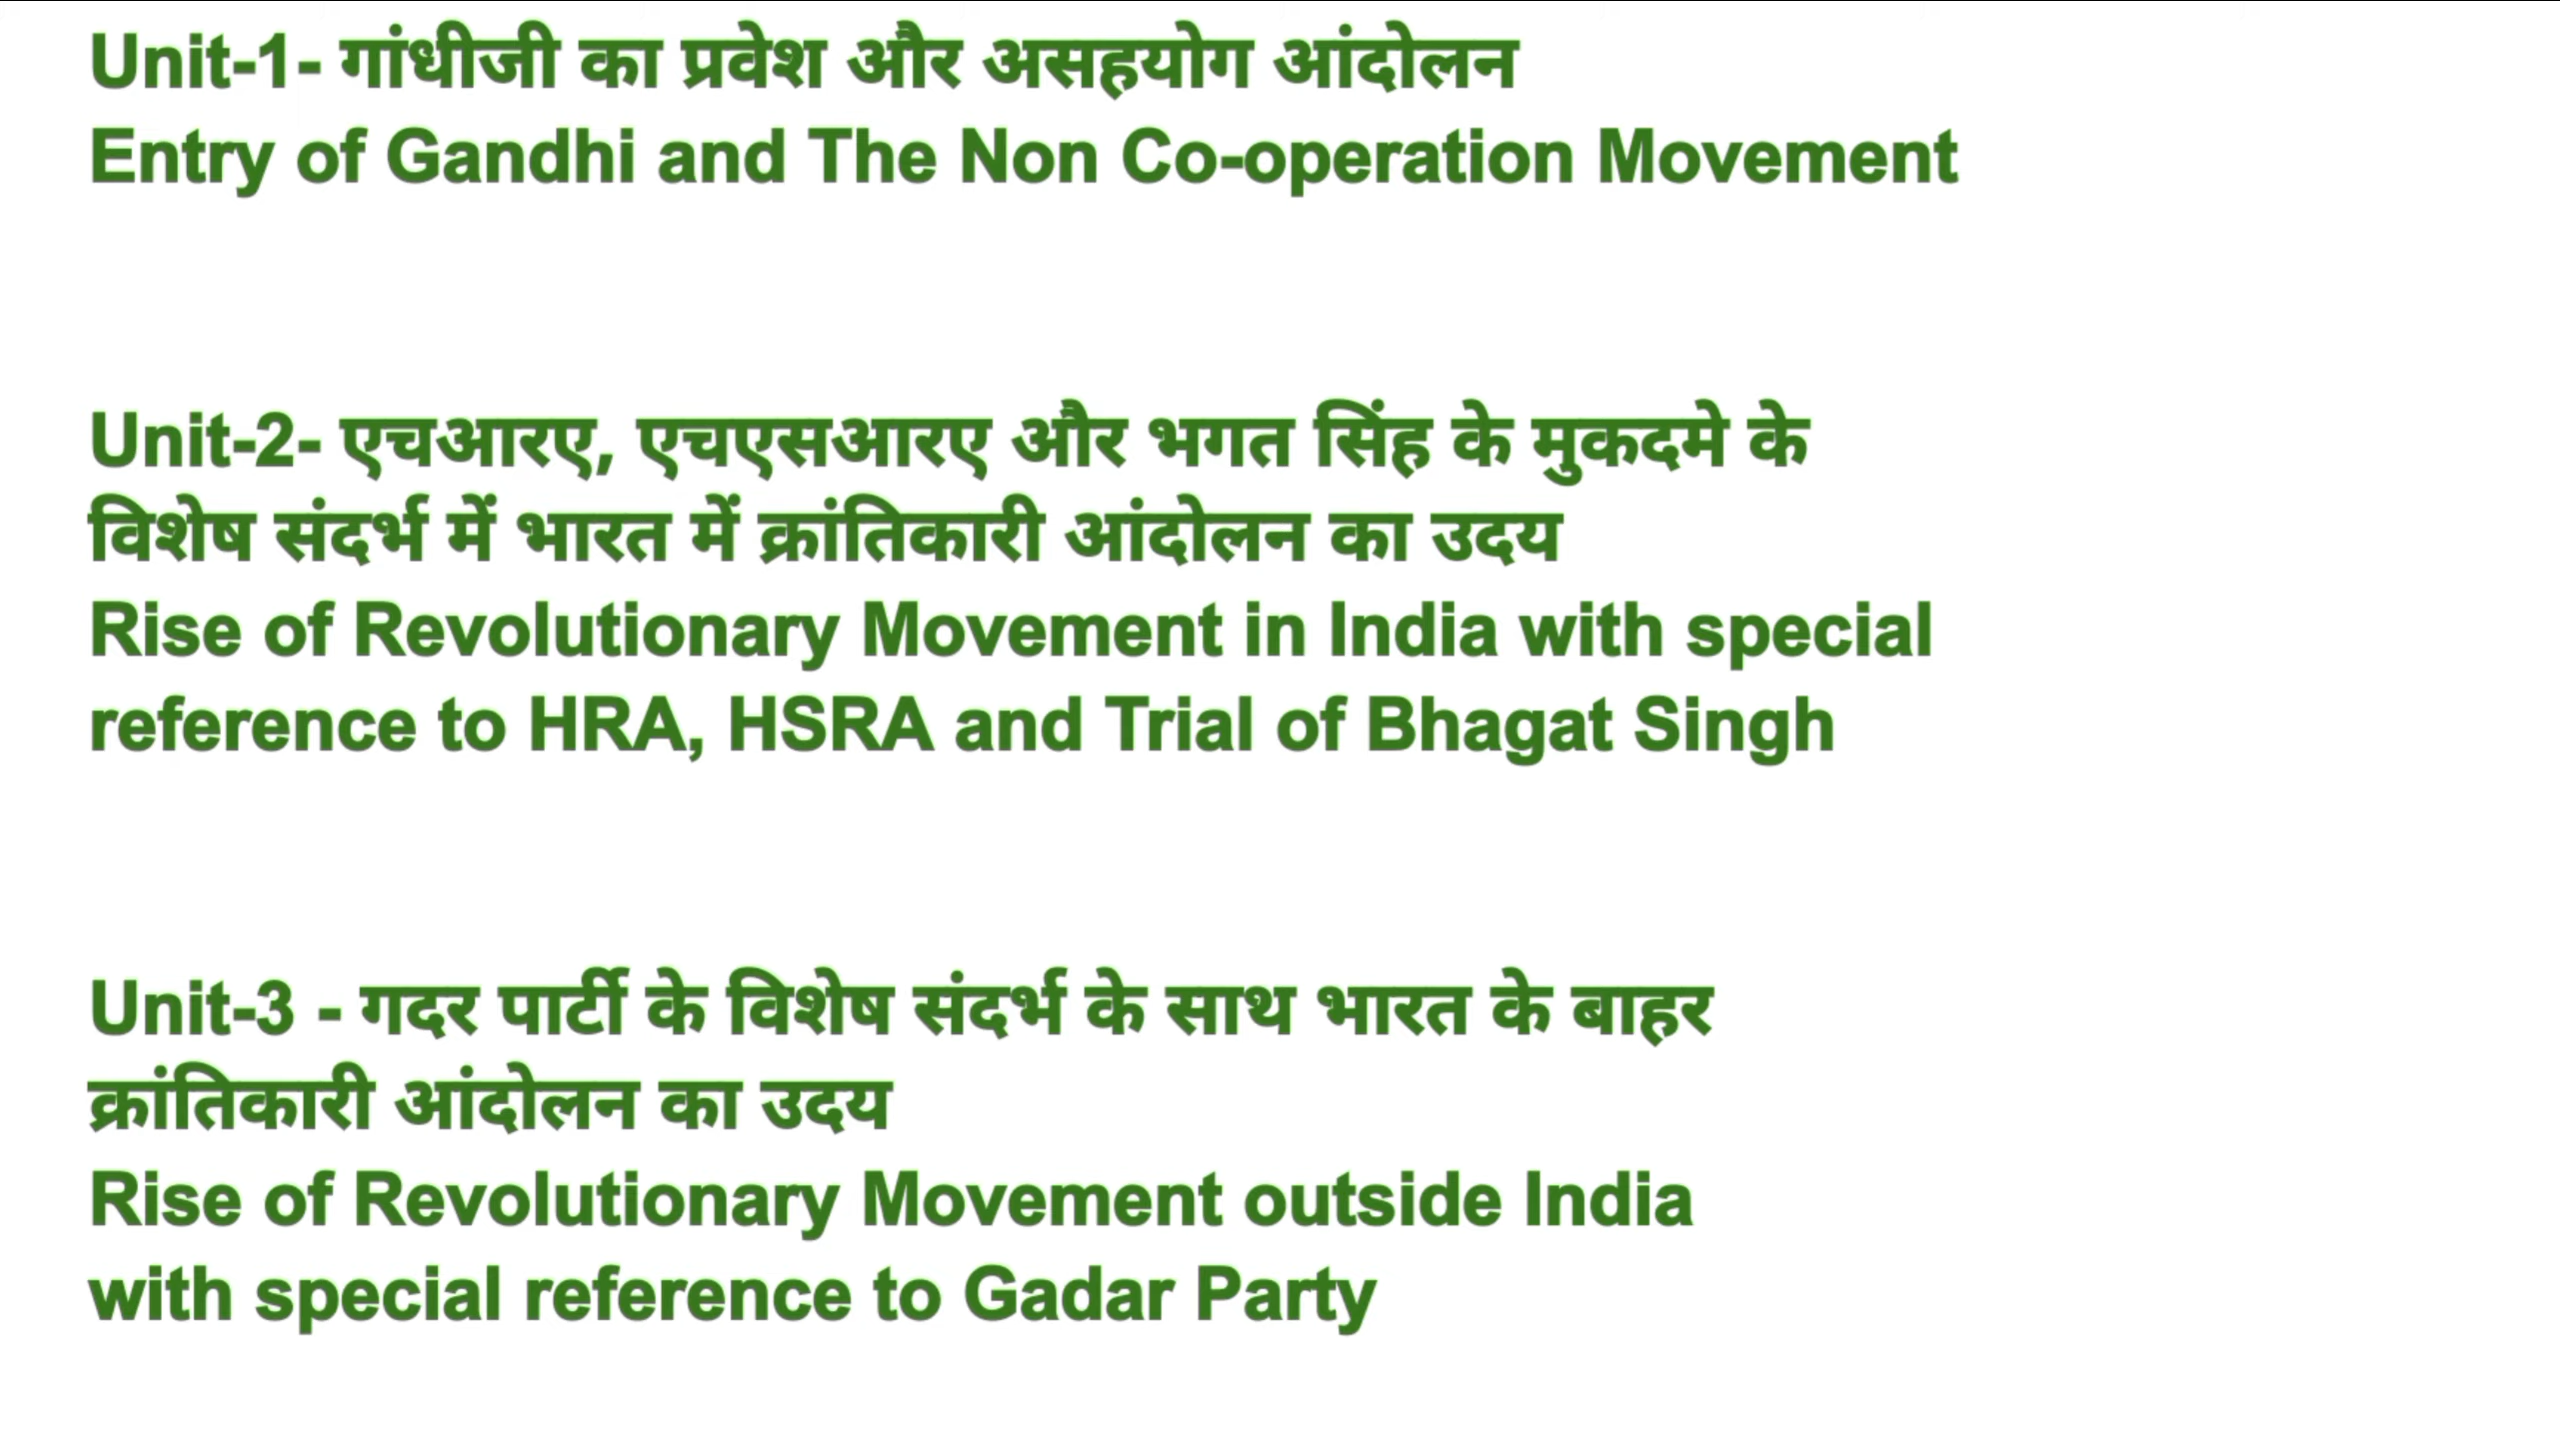 Unit-1- गांधीजी का प्रवेश और असहयोग आंदोलन
Entry of Gandhi and The Non Co-operation Movement
Unit-2- एचआरए, एचएसआरए और भगत सिंह के मुकदमे के
विशेष संदर्भ में भारत में क्रांतिकारी आंदोलन का उदय
Rise of Revolutionary Movement in India with special
reference to HRA, HSRA and Trial of Bhagat Singh
Unit-3 - गदर पार्टी के विशेष संदर्भ के साथ भारत के बाहर
क्रांतिकारी आंदोलन का उदय
Rise of Revolutionary Movement outside India
with special reference to Gadar Party